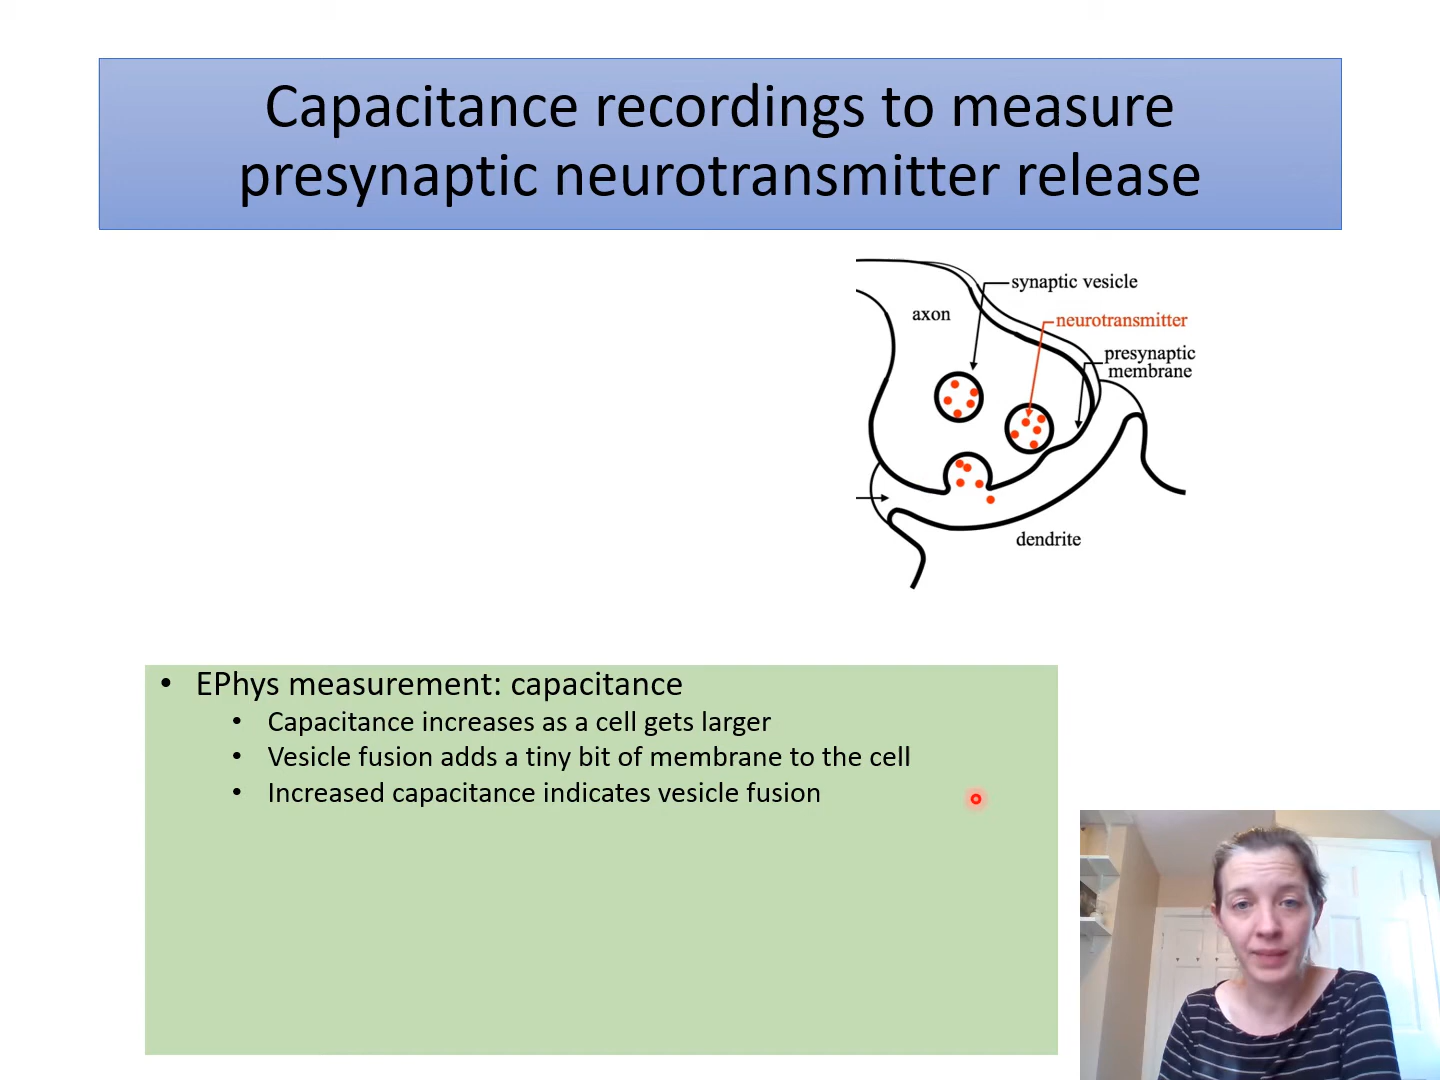 Capacitance recordings to measure
presynaptic neurotransmitter release
synaptic vesicle
axon
neurotransmitter
presynaptic
membrane
dendrite
• EPhys measurement: capacitance
• Capacitance increases as a cell gets larger
• Vesicle fusion adds a tiny bit of membrane to the cell
• Increased capacitance indicates vesicle fusion